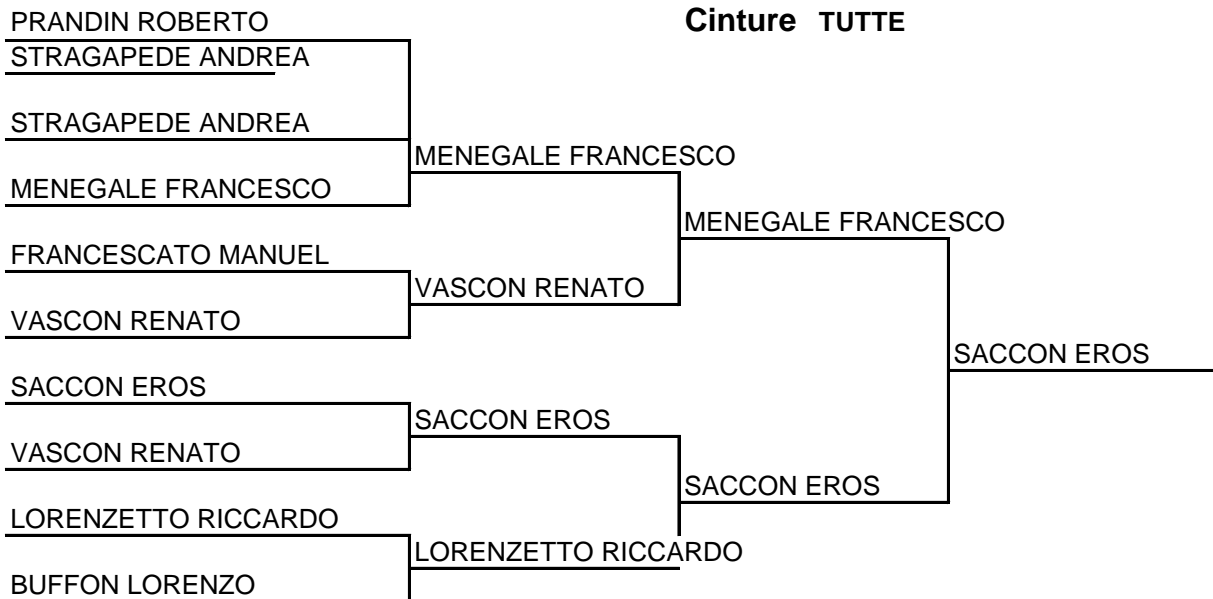 PRANDIN ROBERTO
Cinture TUTTE
STRAGAPEDE ANDREA
STRAGAPEDE ANDREA
MENEGALE FRANCESCO
MENEGALE FRANCESCO
MENEGALE FRANCESCO
FRANCESCATO MANUEL
VASCON RENATO
VASCON RENATO
SACCON EROS
SACCON EROS
SACCON EROS
VASCON RENATO
SACCON EROS
LORENZETTO RICCARDO
LORENZETTO RICCARDO
BUFFON LORENZO